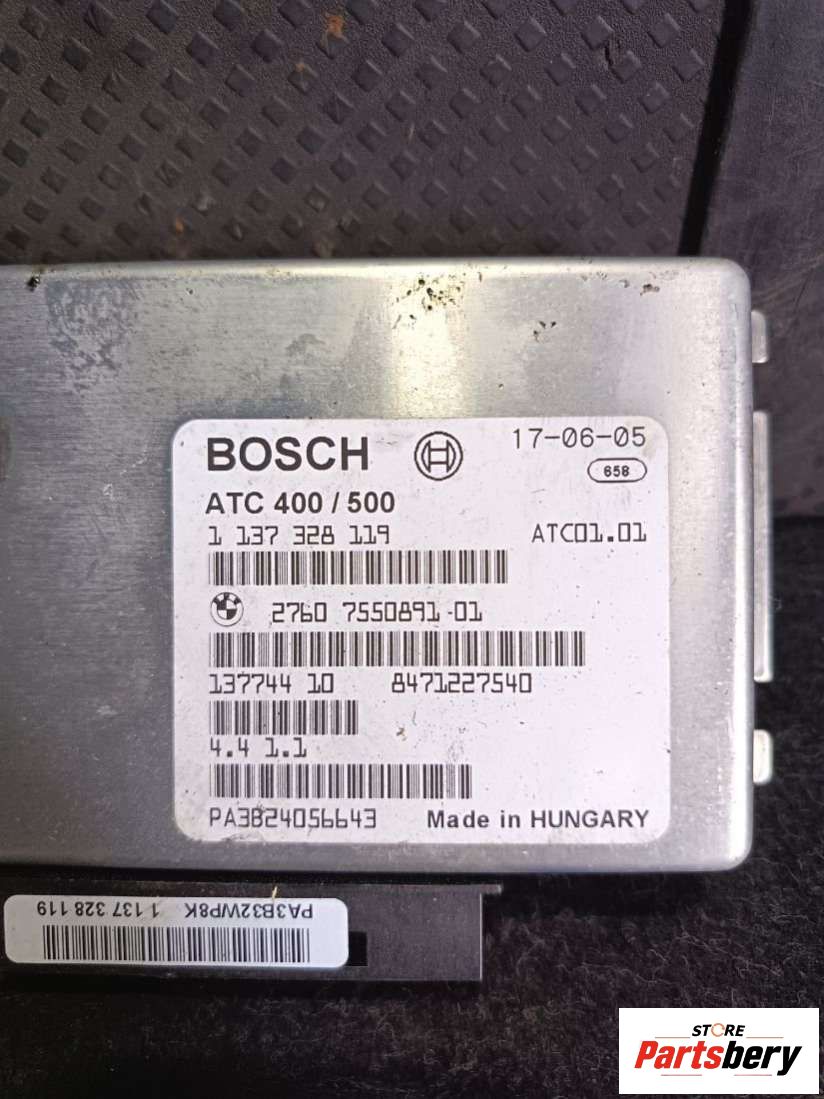 BOSCH 17-06-05
658
ATC 400 / 500
1 137 328 119 ATC01.01
2760 7550891-01
137744 10 8471227540
4.4 1.1
PA3B24056643 Made in HUNGARY
PA3B32WP8K 1 137 328 119
STORE
Partsbery